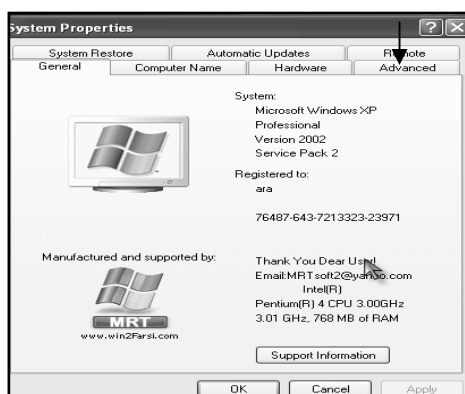 System Properties
System Restore Automatic Updates Remote
General Computer Name Hardware Advanced
System:
Microsoft Windows XP
Professional
Version 2002
Service Pack 2
Registered to:
ara
76487-643-7213323-23971
Manufactured and supported by:
MRT
www.win2Farsi.com
Thank You Dear User!
Email:MRTsoft2@yahoo.com
Intel(R)
Pentium(R) 4 CPU 3.00GHz
3.01 GHz, 768 MB of RAM
Support Information
OK Cancel Apply